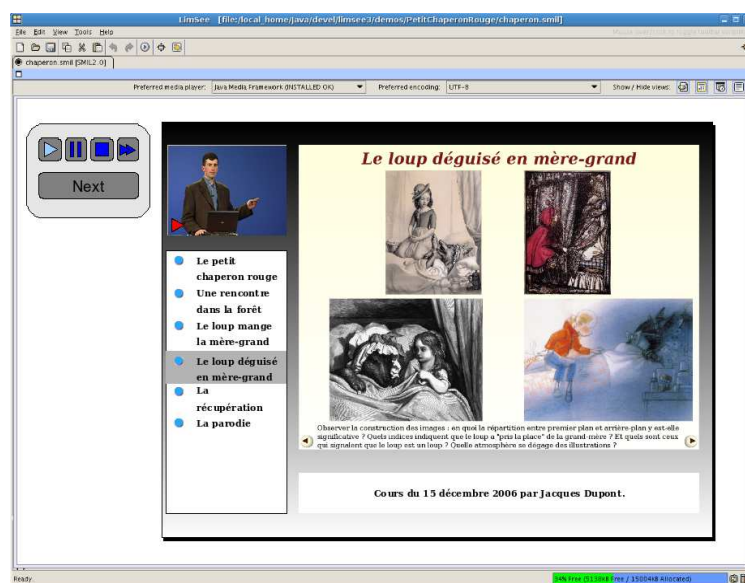 LimSee [file:/local_home/java/devel/limsee3/demos/PetitChaperonRouge/chaperon.smil]
File Edit View Tools Help
chaperon.smil [SMIL2.0]
Preferred media player: Java Media Framework (INSTALLED OK) Preferred encoding: UTF-8 Show / Hide views:
Next
Le loup déguisé en mère-grand
Le petit
chaperon rouge
Une rencontre
dans la forêt
Le loup mange
la mère-grand
Le loup déguisé
en mère-grand
La
récupération
La parodie
Observer la construction des images : en quoi la répartition entre premier plan et arrière-plan y est-elle
significative ? Quels indices indiquent que le loup a "pris la place" de la grand-mère ? Et quels sont ceux
qui signalent que le loup est un loup ? Quelle atmosphère se dégage des illustrations ?
Cours du 15 décembre 2006 par Jacques Dupont.
Ready
Free / 15004kB Allocated)